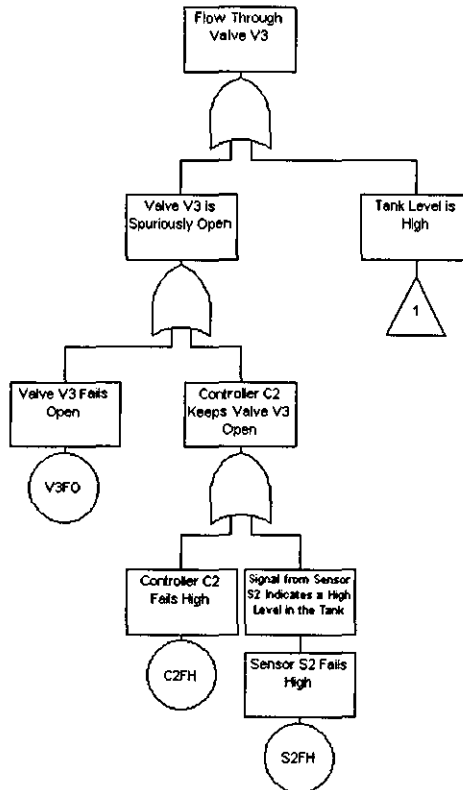 Flow Through
Valve V3
Valve V3 is
Spuriously Open
Tank Level is
High
1
Valve V3 Fails
Open
Controller C2
Keeps Valve V3
Open
V3FO
Controller C2
Fails High
Signal from Sensor
S2 Indicates a High
Level in the Tank
C2FH
Sensor S2 Fails
High
S2FH